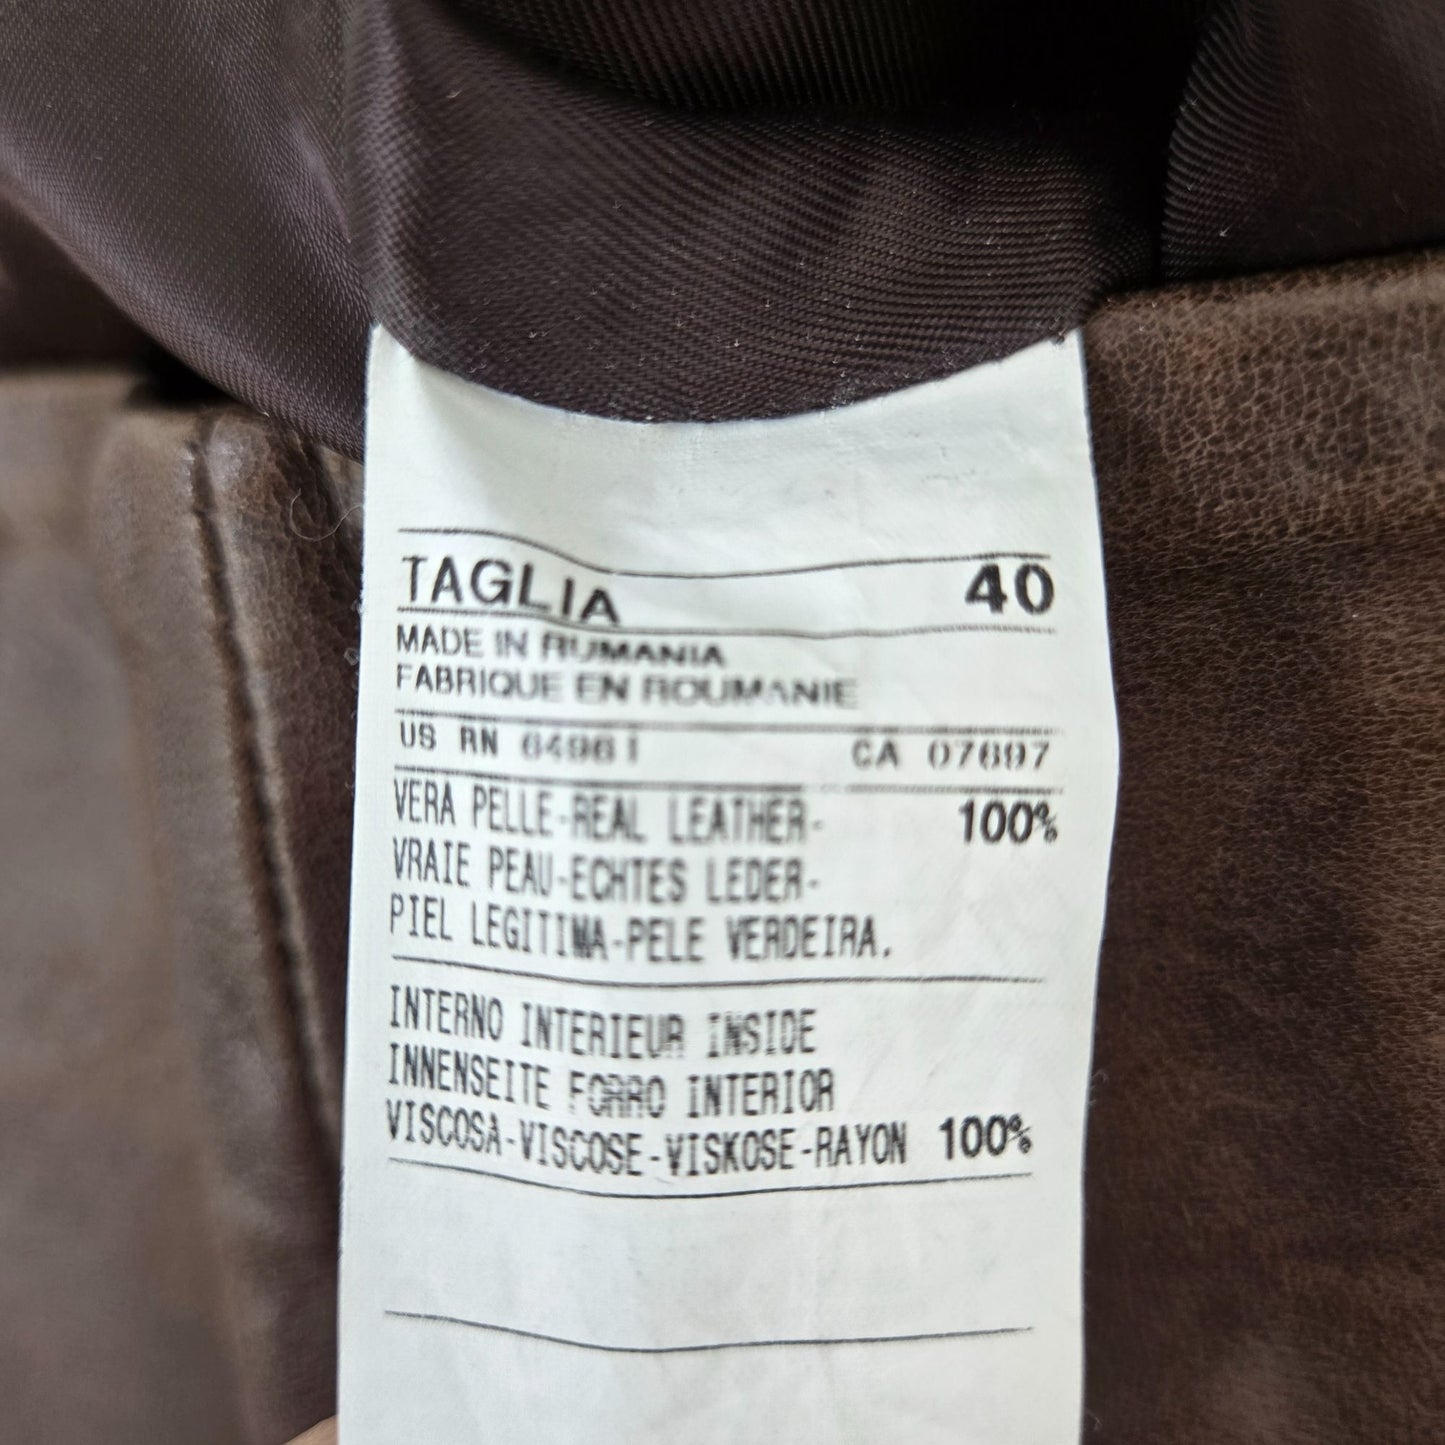 TAGLIA 40
MADE IN RUMANIA
FABRIQUE EN ROUMANIE
US RN 64961 CA 07697
VERA PELLE-REAL LEATHER- 100%
VRAIE PEAU-ECHTES LEDER-
PIEL LEGITIMA-PELE VERDEIRA.
INTERNO INTERIEUR INSIDE
INNENSEITE FORRO INTERIOR
VISCOSA-VISCOSE-VISKOSE-RAYON 100%